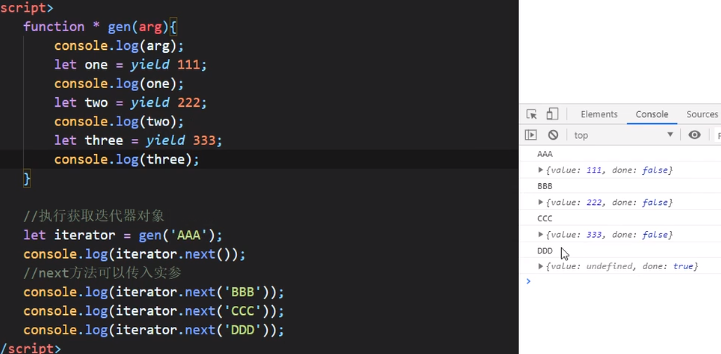 script>
function * gen(arg){
console.log(arg);
let one = yield 111;
console.log(one);
let two = yield 222;
console.log(two);
let three = yield 333;
console.log(three);
}
//执行获取迭代器对象
let iterator = gen('AAA');
console.log(iterator.next());
//next方法可以传入实参
console.log(iterator.next('BBB'));
console.log(iterator.next('CCC'));
console.log(iterator.next('DDD'));
/script>
Elements Console Sources
top
AAA
{value: 111, done: false}
BBB
{value: 222, done: false}
CCC
{value: 333, done: false}
DDD
{value: undefined, done: true}